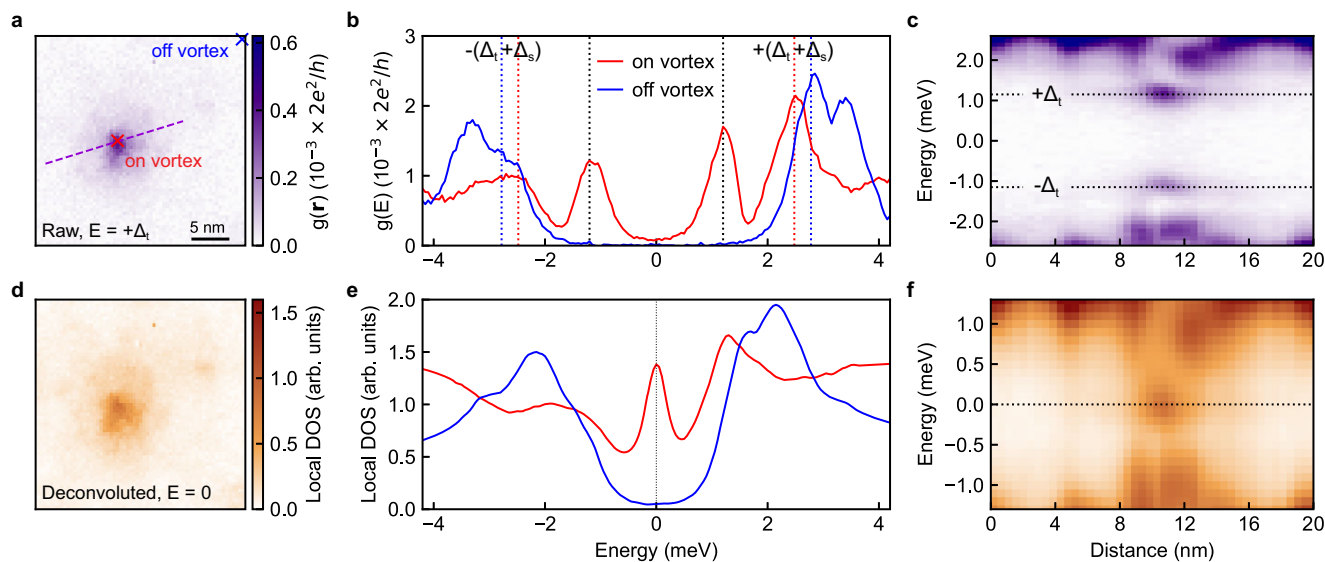 a
off vortex
on vortex
Raw, E = +Δt
5 nm
0.6
0.4
0.2
0.0
g(r) (10⁻³ × 2e²/h)
b
-(Δt +Δs)
+(Δt +Δs)
on vortex
off vortex
3
2
1
0
g(E) (10⁻³ × 2e²/h)
−4
−2
0
2
4
c
2.0
1.0
0.0
−1.0
−2.0
Energy (meV)
+Δt
-Δt
0
4
8
12
16
20
d
Deconvoluted, E = 0
1.5
1.0
0.5
0.0
Local DOS (arb. units)
e
2.0
1.5
1.0
0.5
0.0
Local DOS (arb. units)
−4
−2
0
2
4
Energy (meV)
f
1.0
0.5
0.0
−0.5
−1.0
Energy (meV)
0
4
8
12
16
20
Distance (nm)